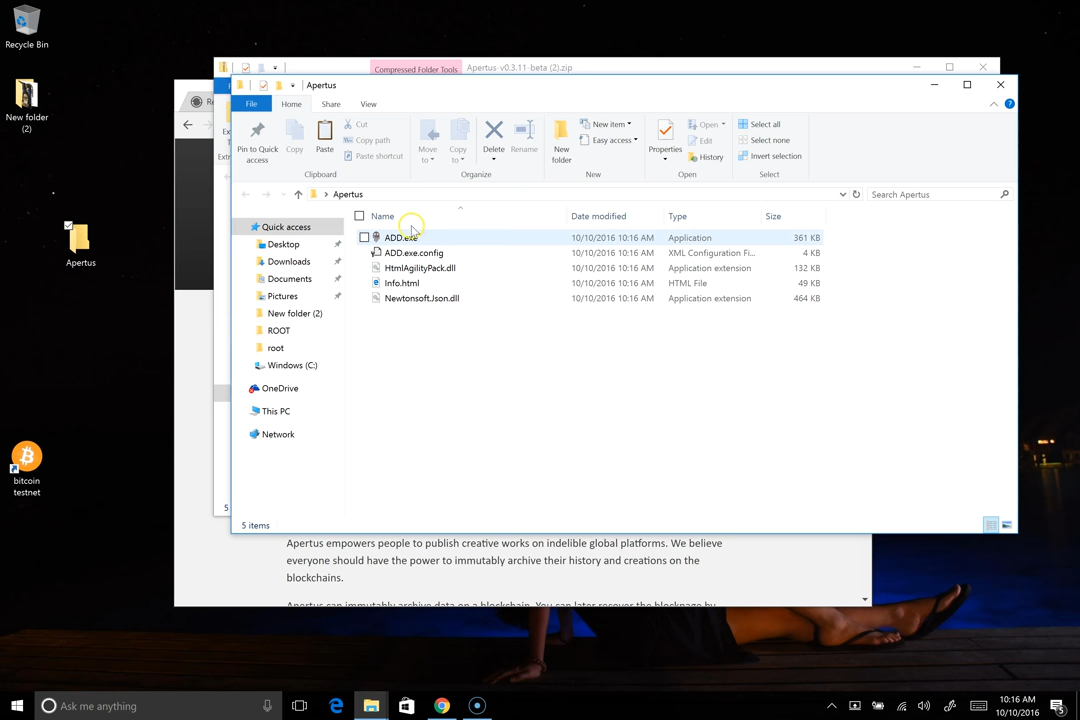 Recycle Bin
New folder
(2)
Apertus
bitcoin
testnet
Compressed Folder Tools
Apertus-v0.3.11-beta (2).zip
Apertus
File
Home
Share
View
Pin to Quick
access
Copy
Paste
Cut
Copy path
Paste shortcut
Clipboard
Move
to
Copy
to
Delete
Rename
Organize
New
folder
New item
Easy access
New
Properties
Open
Edit
History
Open
Select all
Select none
Invert selection
Select
Apertus
Search Apertus
Quick access
Desktop
Downloads
Documents
Pictures
New folder (2)
ROOT
root
Windows (C:)
OneDrive
This PC
Network
Name
Date modified
Type
Size
ADD.exe
10/10/2016 10:16 AM
Application
361 KB
ADD.exe.config
10/10/2016 10:16 AM
XML Configuration Fi...
4 KB
HtmlAgilityPack.dll
10/10/2016 10:16 AM
Application extension
132 KB
Info.html
10/10/2016 10:16 AM
HTML File
49 KB
Newtonsoft.Json.dll
10/10/2016 10:16 AM
Application extension
464 KB
5 items
Apertus empowers people to publish creative works on indelible global platforms. We believe
everyone should have the power to immutably archive their history and creations on the
blockchains.
Apertus can immutably archive data on a blockchain. You can later recover the blockpage by
Ask me anything
10:16 AM
10/10/2016
5